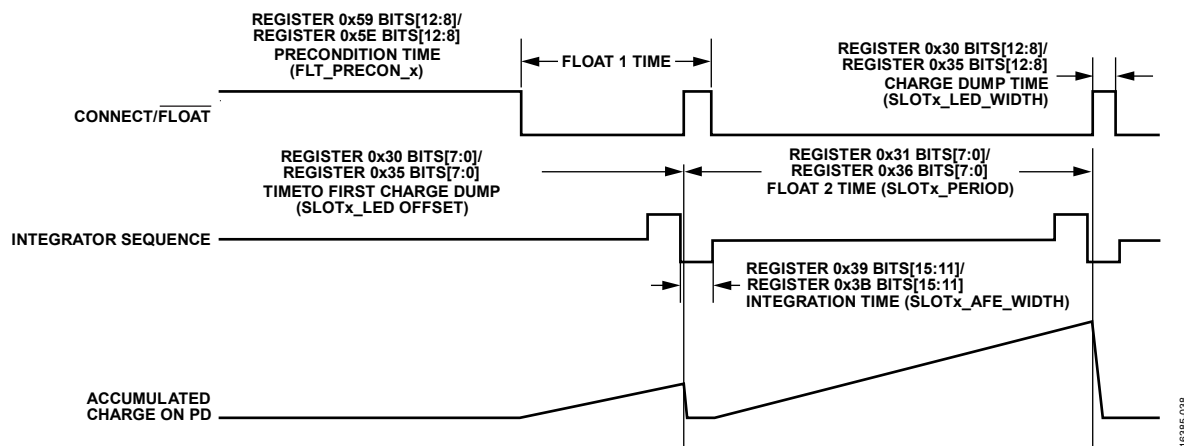 REGISTER 0x59 BITS[12:8]/
REGISTER 0x5E BITS[12:8]
PRECONDITION TIME
(FLT_PRECON_x)
FLOAT 1 TIME
REGISTER 0x30 BITS[12:8]/
REGISTER 0x35 BITS[12:8]
CHARGE DUMP TIME
(SLOTx_LED_WIDTH)
CONNECT/FLOAT
REGISTER 0x30 BITS[7:0]/
REGISTER 0x35 BITS[7:0]
TIMETO FIRST CHARGE DUMP
(SLOTx_LED OFFSET)
REGISTER 0x31 BITS[7:0]/
REGISTER 0x36 BITS[7:0]
FLOAT 2 TIME (SLOTx_PERIOD)
INTEGRATOR SEQUENCE
REGISTER 0x39 BITS[15:11]/
REGISTER 0x3B BITS[15:11]
INTEGRATION TIME (SLOTx_AFE_WIDTH)
ACCUMULATED
CHARGE ON PD
16386-038